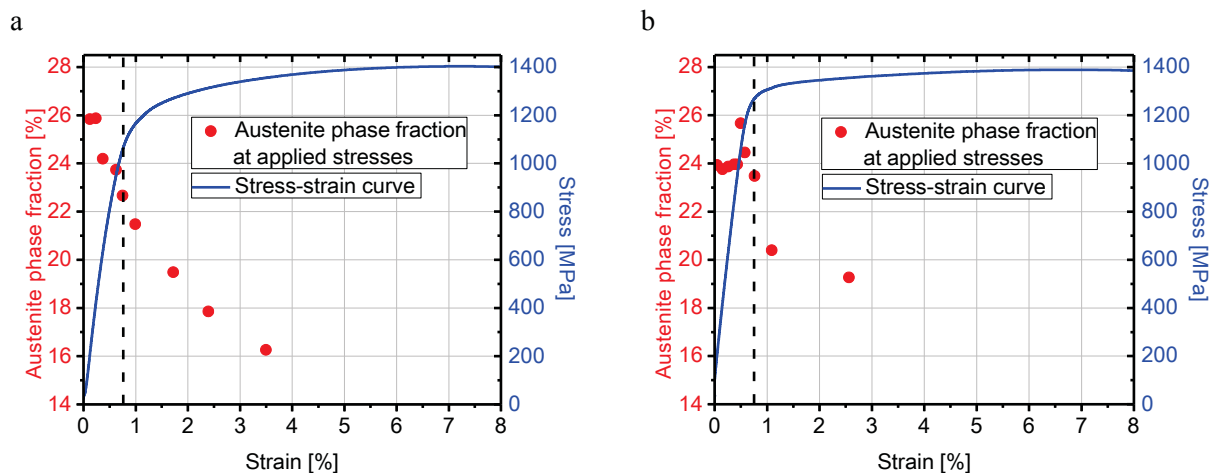 a
Austenite phase fraction [%]
28
26
24
22
20
18
16
14
Austenite phase fraction
at applied stresses
Stress-strain curve
1400
1200
1000
800
600
400
200
0
Stress [MPa]
0 1 2 3 4 5 6 7 8
Strain [%]
b
Austenite phase fraction [%]
28
26
24
22
20
18
16
14
Austenite phase fraction
at applied stresses
Stress-strain curve
1400
1200
1000
800
600
400
200
0
Stress [MPa]
0 1 2 3 4 5 6 7 8
Strain [%]